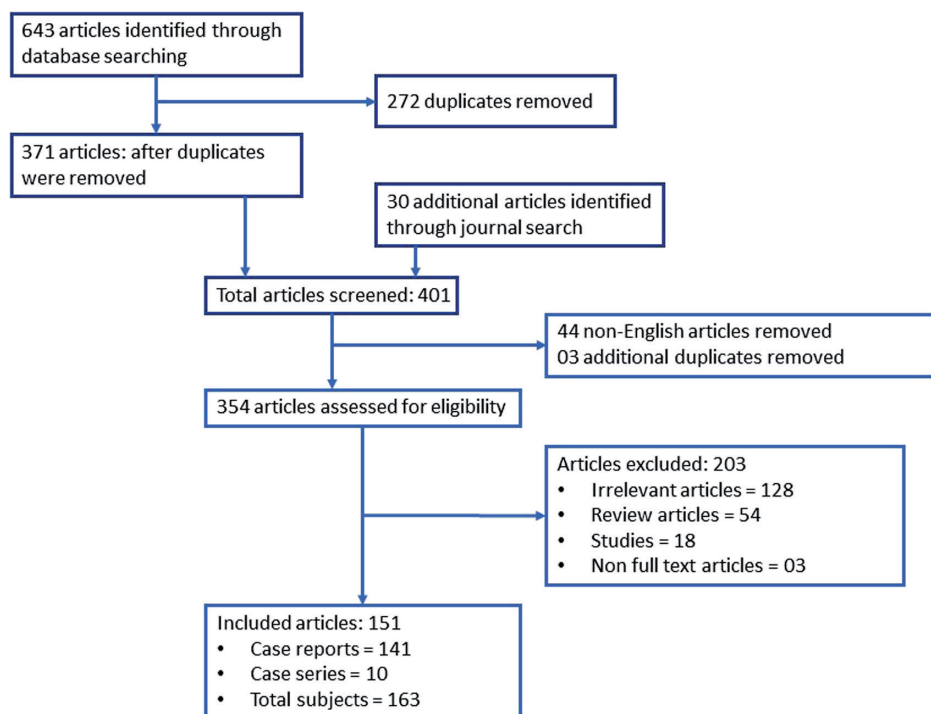 643 articles identified through
database searching
272 duplicates removed
371 articles: after duplicates
were removed
30 additional articles identified
through journal search
Total articles screened: 401
44 non-English articles removed
03 additional duplicates removed
354 articles assessed for eligibility
Articles excluded: 203
• Irrelevant articles = 128
• Review articles = 54
• Studies = 18
• Non full text articles = 03
Included articles: 151
• Case reports = 141
• Case series = 10
• Total subjects = 163